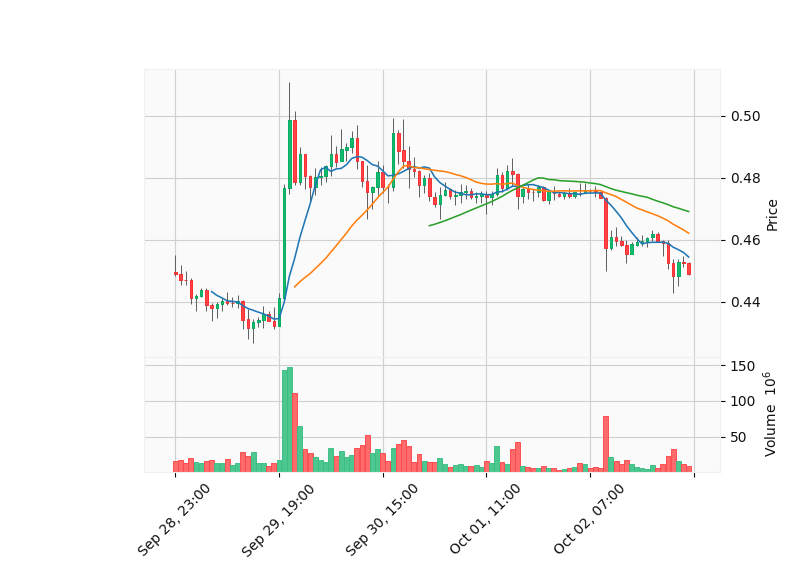 0.50
0.48
0.46
0.44
Price
150
100
50
Volume 10^6
Sep 28, 23:00
Sep 29, 19:00
Sep 30, 15:00
Oct 01, 11:00
Oct 02, 07:00